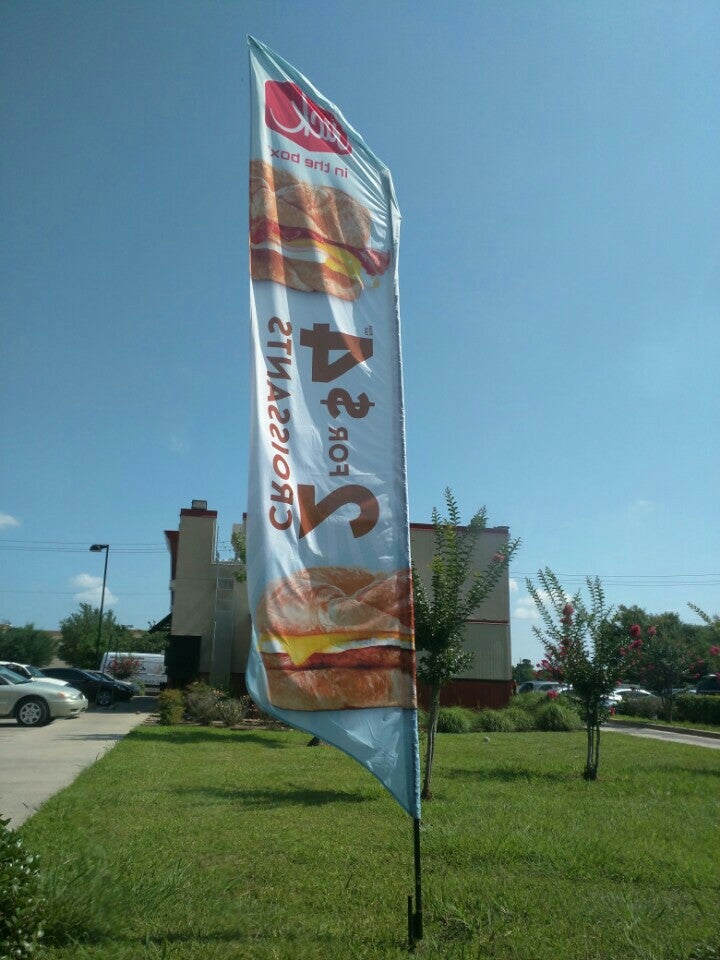 Jack
in the box
2 FOR $4
CROISSANTS